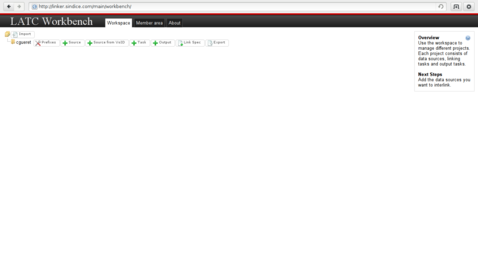 http://linker.sindice.com/main/workbench/
LATC Workbench
Workspace
Member area
About
Import
cgueret
Prefixes
Source
Source from VoID
Task
Output
Link Spec
Export
Overview
Use the workspace to
manage different projects.
Each project consists of
data sources, linking
tasks and output tasks.
Next Steps
Add the data sources you
want to interlink.